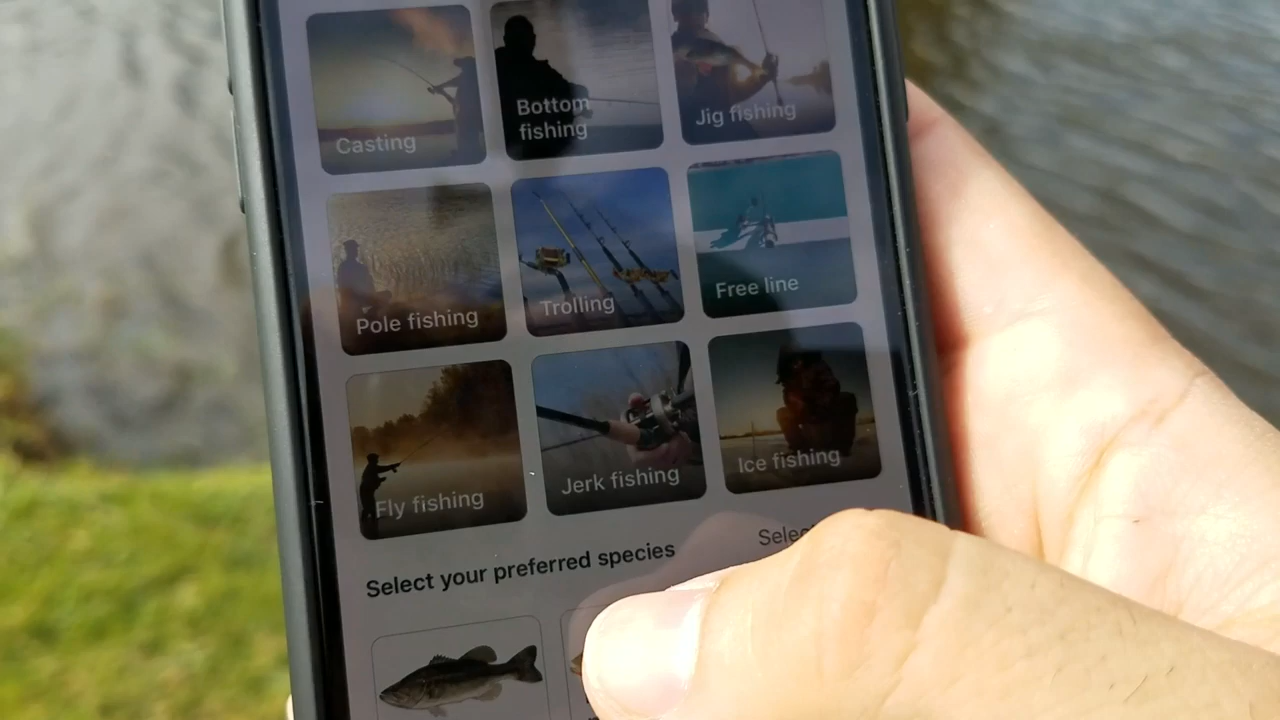 Casting
Bottom
fishing
Jig fishing
Pole fishing
Trolling
Free line
Fly fishing
Jerk fishing
Ice fishing
Select your preferred species